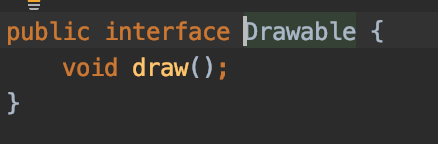 public interface Drawable {
    void draw();
}